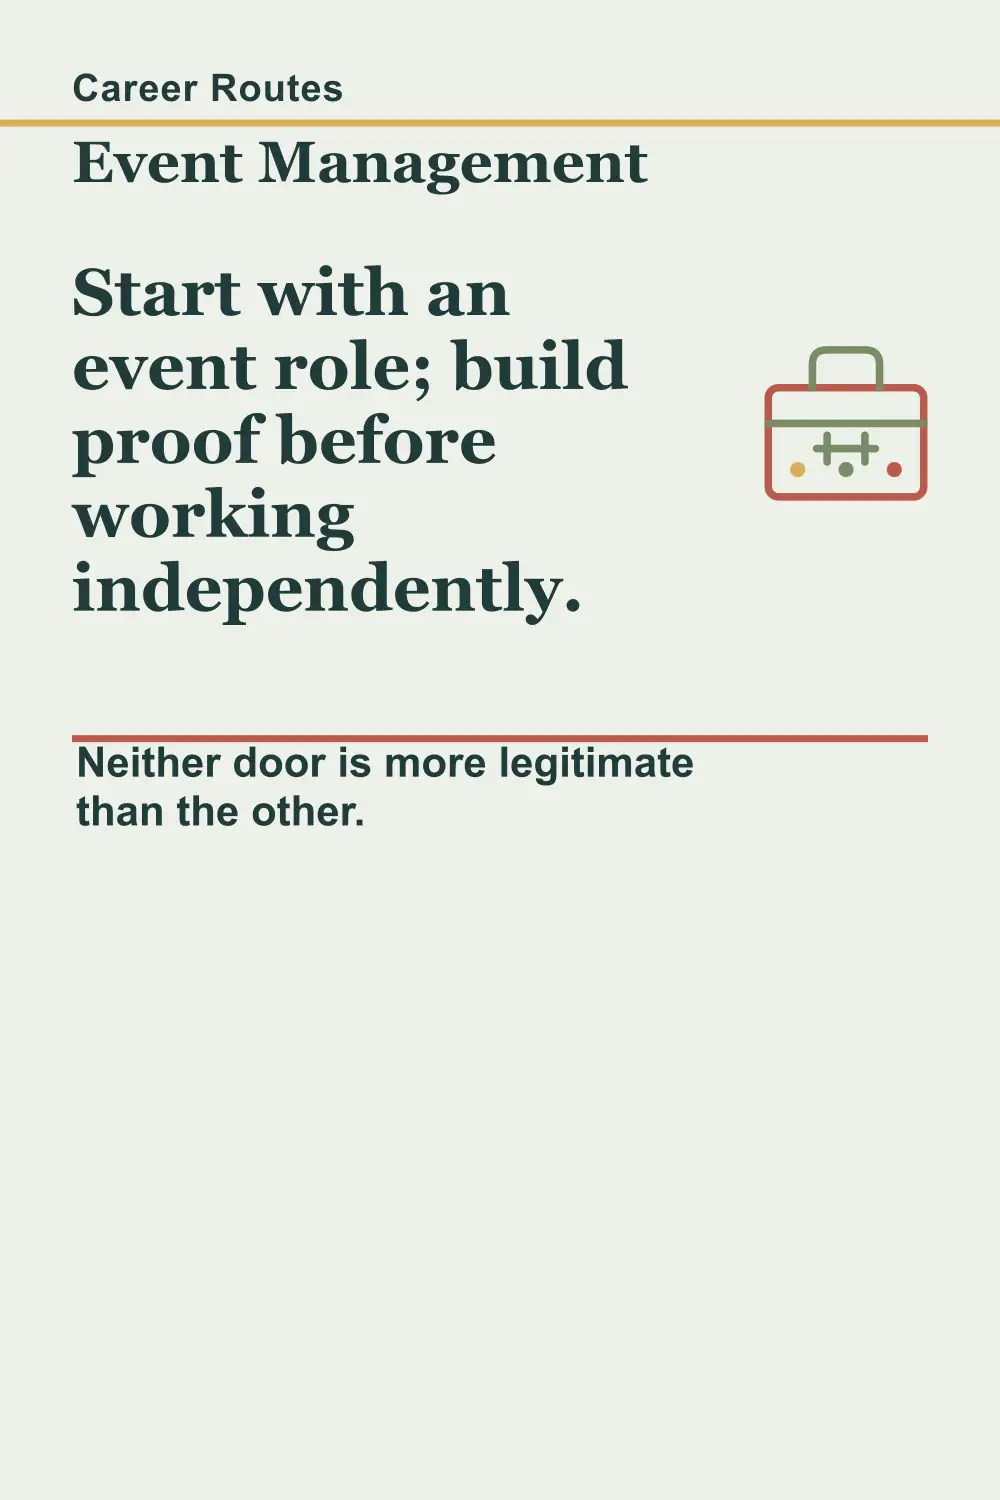 Career Routes
Event Management
Start with an
event role; build
proof before
working
independently.
Neither door is more legitimate
than the other.